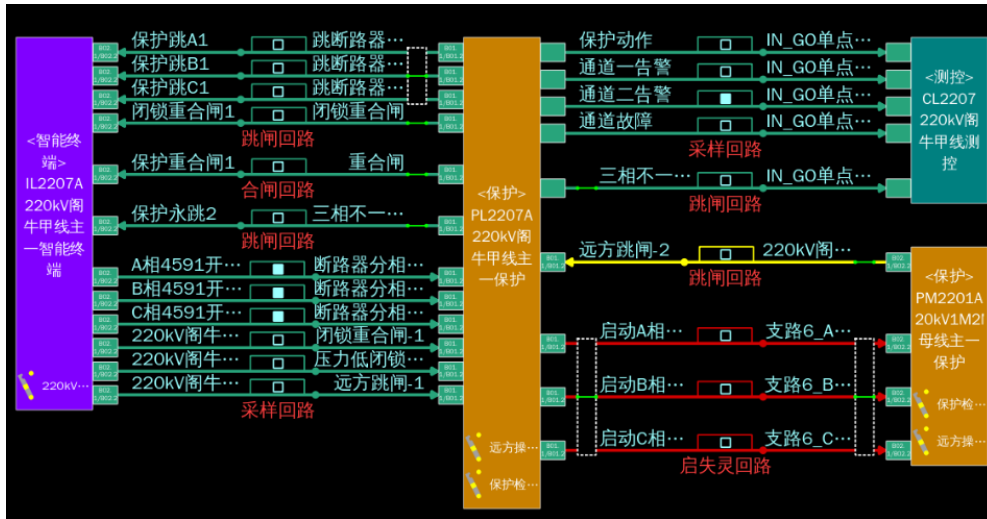 <智能终
端>
IL2207A
220kV阁
牛甲线主
一智能终
端
220kV…
保护跳A1
跳断路器…
保护跳B1
跳断路器…
保护跳C1
跳断路器…
闭锁重合闸1
闭锁重合闸
跳闸回路
保护重合闸1
重合闸
合闸回路
保护永跳2
三相不一…
跳闸回路
A相4591开…
断路器分相…
B相4591开…
断路器分相…
C相4591开…
断路器分相…
220kV阁牛…
闭锁重合闸-1
220kV阁牛…
压力低闭锁…
220kV阁牛…
远方跳闸-1
采样回路
<保护>
PL2207A
220kV阁
牛甲线主
一保护
远方操…
保护检…
保护动作
IN_GO单点…
通道一告警
IN_GO单点…
通道二告警
IN_GO单点…
通道故障
IN_GO单点…
采样回路
三相不一…
IN_GO单点…
跳闸回路
远方跳闸-2
220kV阁…
跳闸回路
启动A相…
支路6_A…
启动B相…
支路6_B…
启动C相…
支路6_C…
启失灵回路
<测控>
CL2207
220kV阁
牛甲线测
控
<保护>
PM2201A
母线主一
保护
保护检…
远方操…